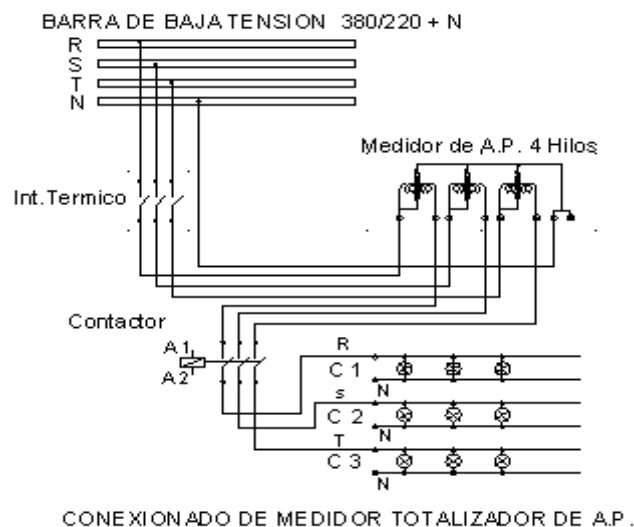 BARRA DE BAJA TENSION 380/220 + N
R
S
T
N
Medidor de A.P. 4 Hilos
Int.Termico
Contactor
A1
A2
R
C 1
N
s
C 2
N
T
C 3
N
CONEXIONADO DE MEDIDOR TOTALIZADOR DE A.P.